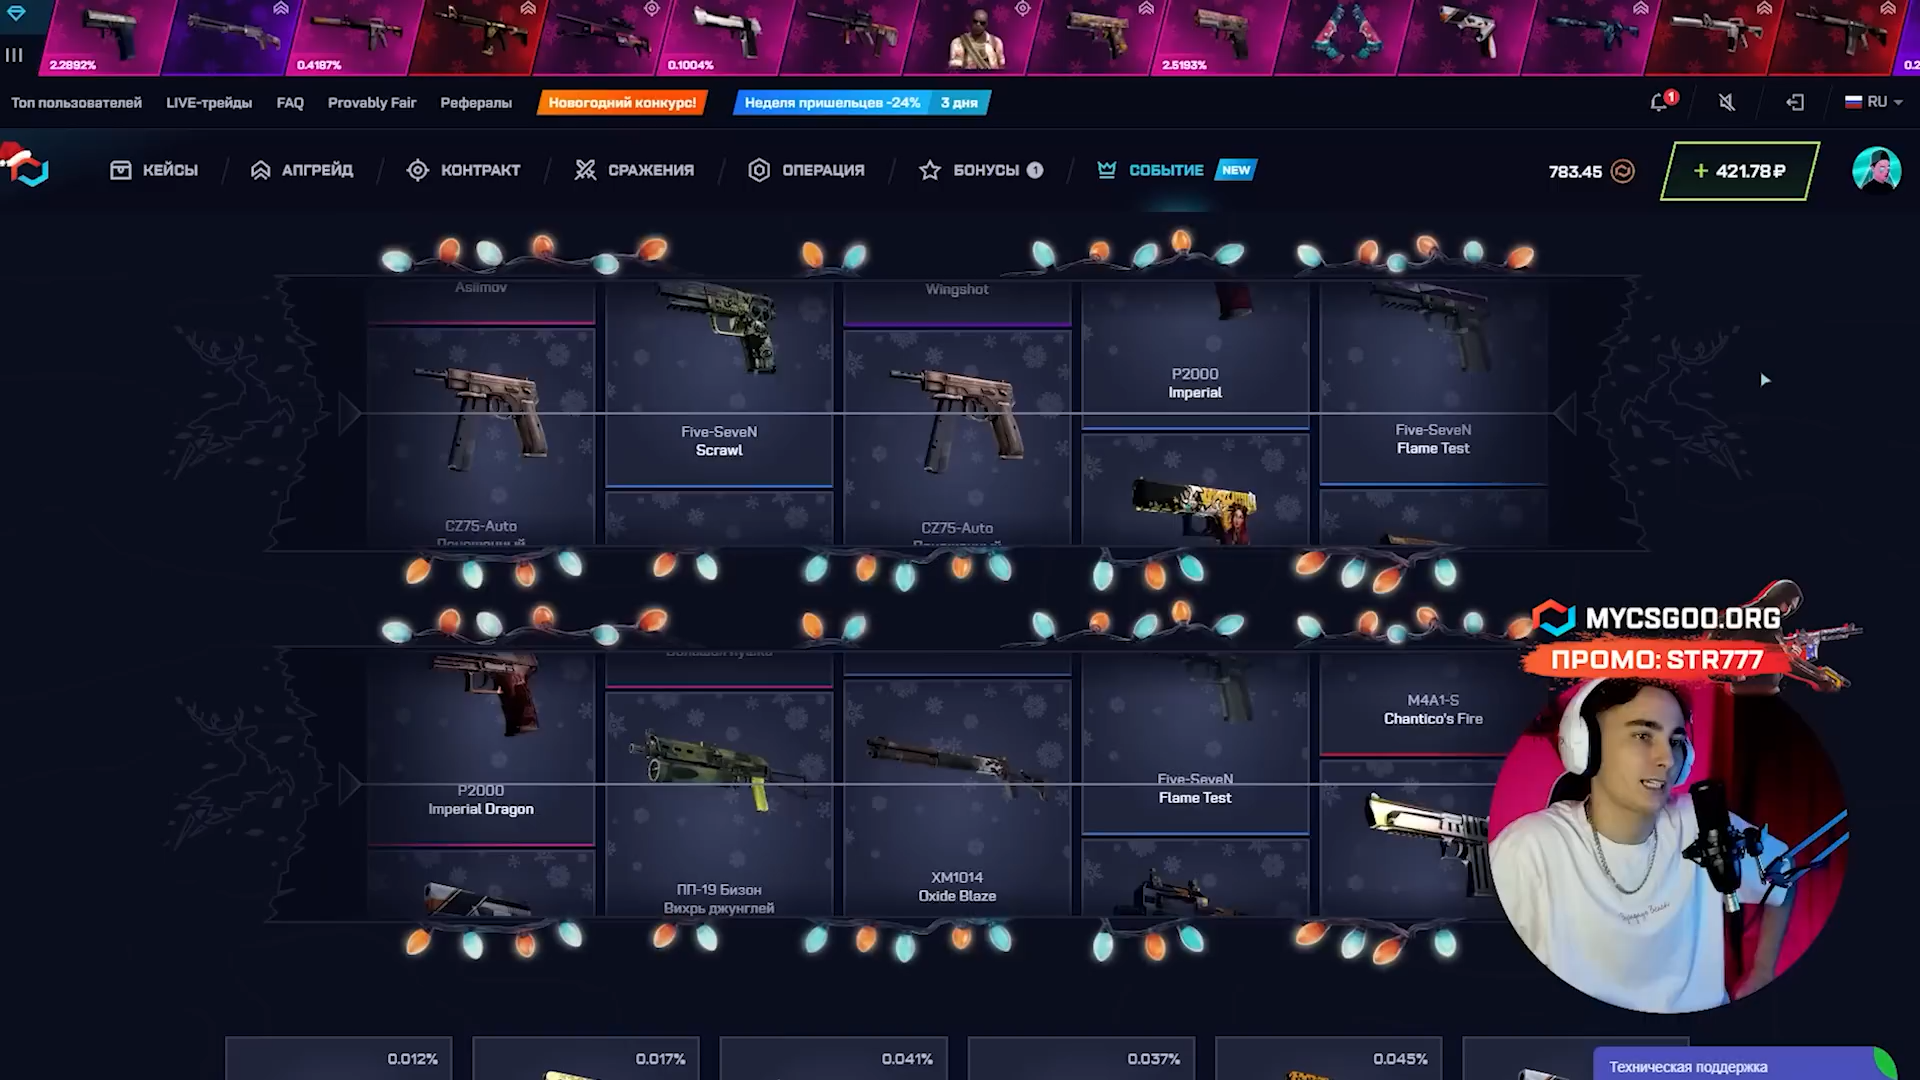 2.2892%
0.4187%
0.1004%
2.5193%
Топ пользователей
LIVE-трейды
FAQ
Provably Fair
Рефералы
Новогодний конкурс!
Неделя пришельцев -24%
3 дня
1
RU
КЕЙСЫ
АПГРЕЙД
КОНТРАКТ
СРАЖЕНИЯ
ОПЕРАЦИЯ
БОНУСЫ 1
СОБЫТИЕ NEW
783.45
+ 421.78₽
Asiimov
Wingshot
P2000
Imperial
Five-SeveN
Scrawl
Five-SeveN
Flame Test
CZ75-Auto
CZ75-Auto
MYCSGOO.ORG
ПРОМО: STR777
M4A1-S
Chantico's Fire
P2000
Imperial Dragon
Five-SeveN
Flame Test
ПП-19 Бизон
Вихрь джунглей
XM1014
Oxide Blaze
0.012%
0.017%
0.041%
0.037%
0.045%
Техническая поддержка